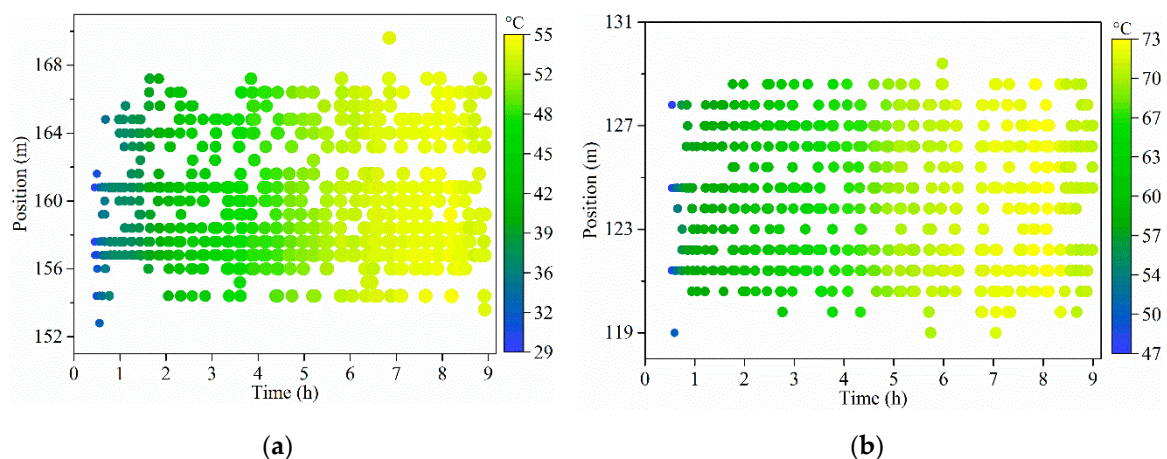 °C
55
52
48
45
42
39
36
32
29
168
164
160
156
152
Position (m)
0 1 2 3 4 5 6 7 8 9
Time (h)
(a)
°C
73
70
67
63
60
57
54
50
47
131
127
123
119
Position (m)
0 1 2 3 4 5 6 7 8 9
Time (h)
(b)